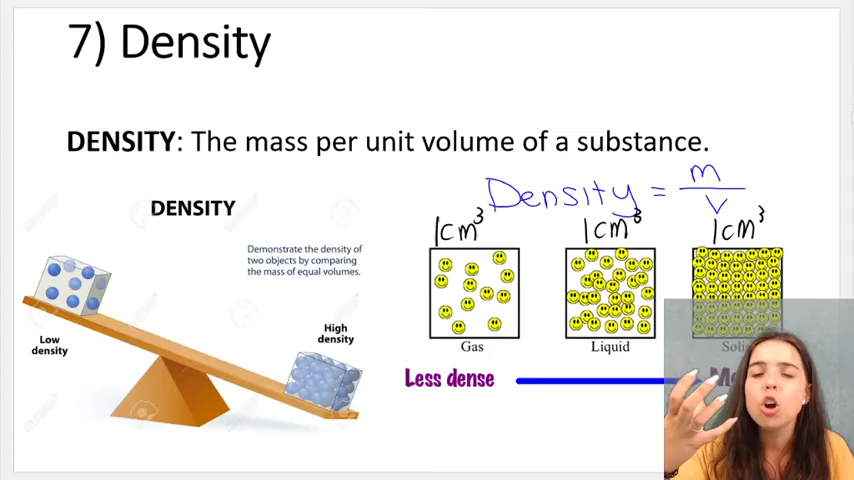 7) Density
DENSITY: The mass per unit volume of a substance.
Density = m
v
DENSITY
1cm³
1cm³
1cm³
Demonstrate the density
of two objects by comparing
the mass of equal volumes.
Low
density
High
density
Gas
Liquid
Less dense